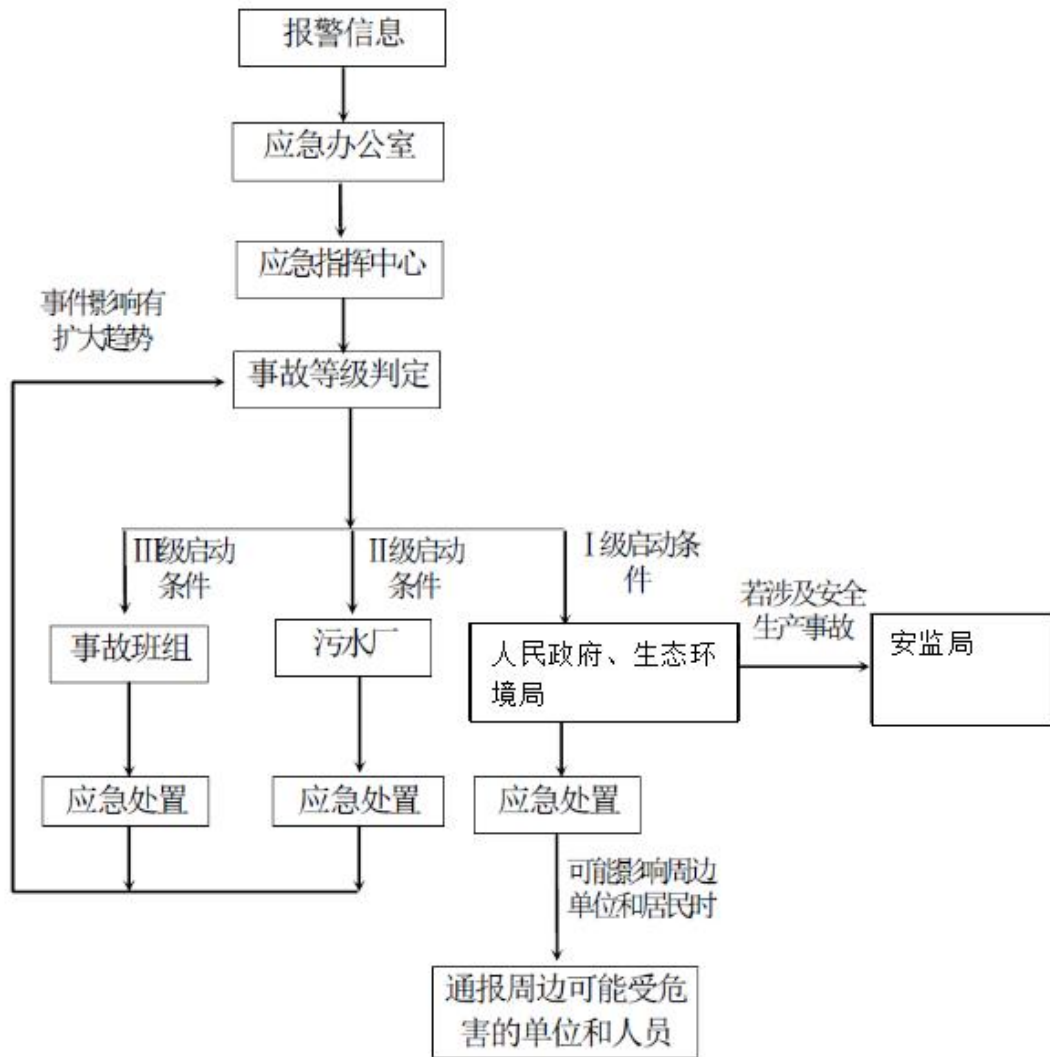 报警信息
应急办公室
应急指挥中心
事件影响有
扩大趋势
事故等级判定
III级启动
条件
II级启动
条件
I级启动条
件
若涉及安全
生产事故
事故班组
污水厂
人民政府、生态环
境局
安监局
应急处置
应急处置
应急处置
可能影响周边
单位和居民时
通报周边可能受危
害的单位和人员